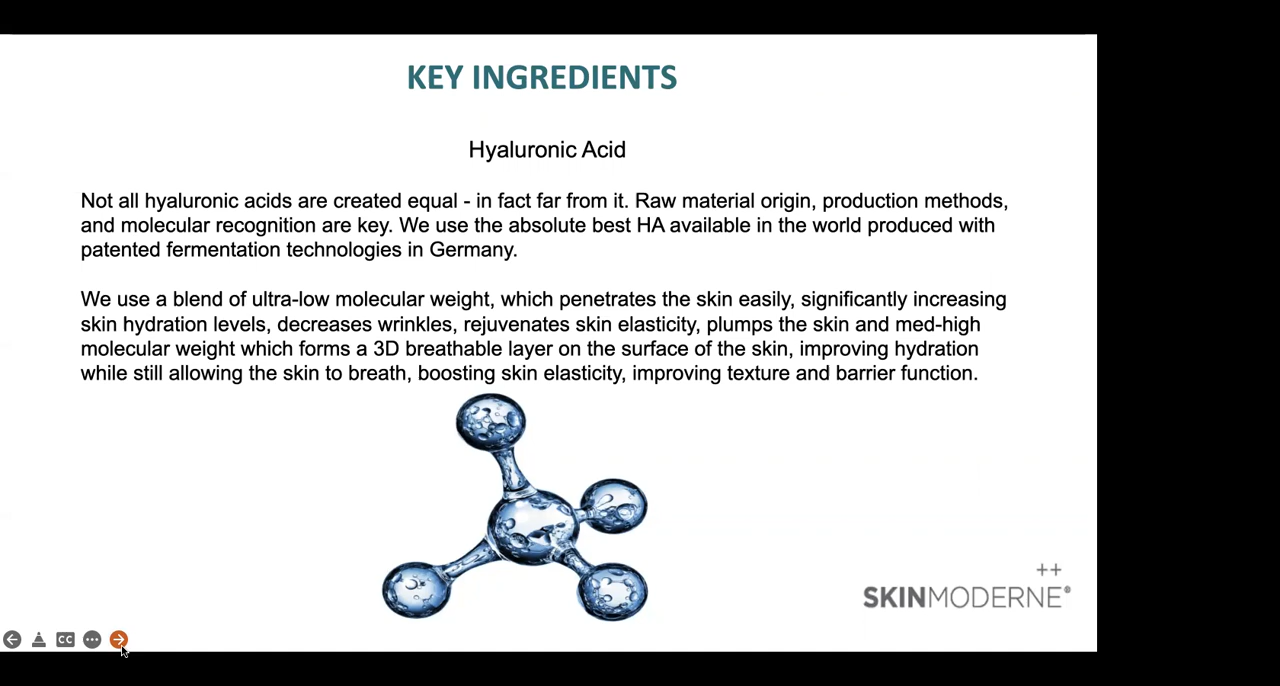 KEY INGREDIENTS
Hyaluronic Acid
Not all hyaluronic acids are created equal - in fact far from it. Raw material origin, production methods,
and molecular recognition are key. We use the absolute best HA available in the world produced with
patented fermentation technologies in Germany.
We use a blend of ultra-low molecular weight, which penetrates the skin easily, significantly increasing
skin hydration levels, decreases wrinkles, rejuvenates skin elasticity, plumps the skin and med-high
molecular weight which forms a 3D breathable layer on the surface of the skin, improving hydration
while still allowing the skin to breath, boosting skin elasticity, improving texture and barrier function.
++
SKINMODERNE®
CC